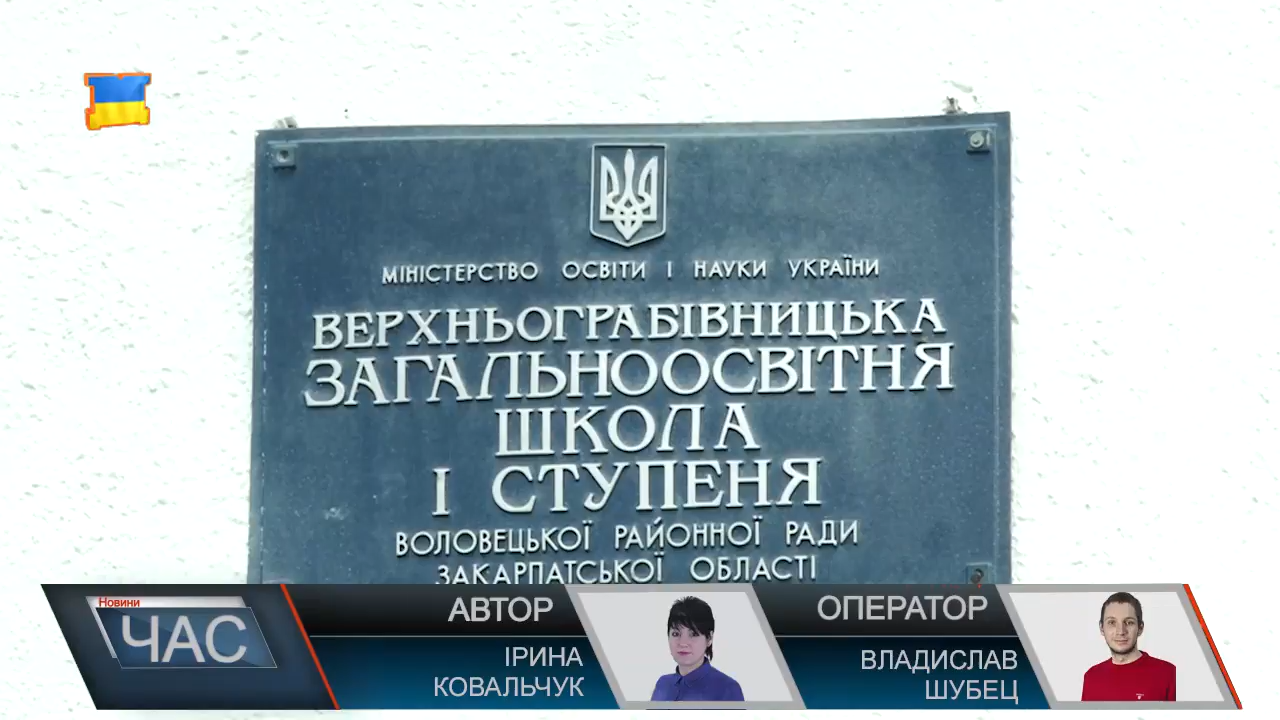 МІНІСТЕРСТВО ОСВІТИ І НАУКИ УКРАЇНИ
ВЕРХНЬОГРАБІВНИЦЬКА
ЗАГАЛЬНООСВІТНЯ
ШКОЛА
І СТУПЕНЯ
ВОЛОВЕЦЬКОЇ РАЙОННОЇ РАДИ
ЗАКАРПАТСЬКОЇ ОБЛАСТІ
Новини
ЧАС
АВТОР
ІРИНА
КОВАЛЬЧУК
ОПЕРАТОР
ВЛАДИСЛАВ
ШУБЕЦ